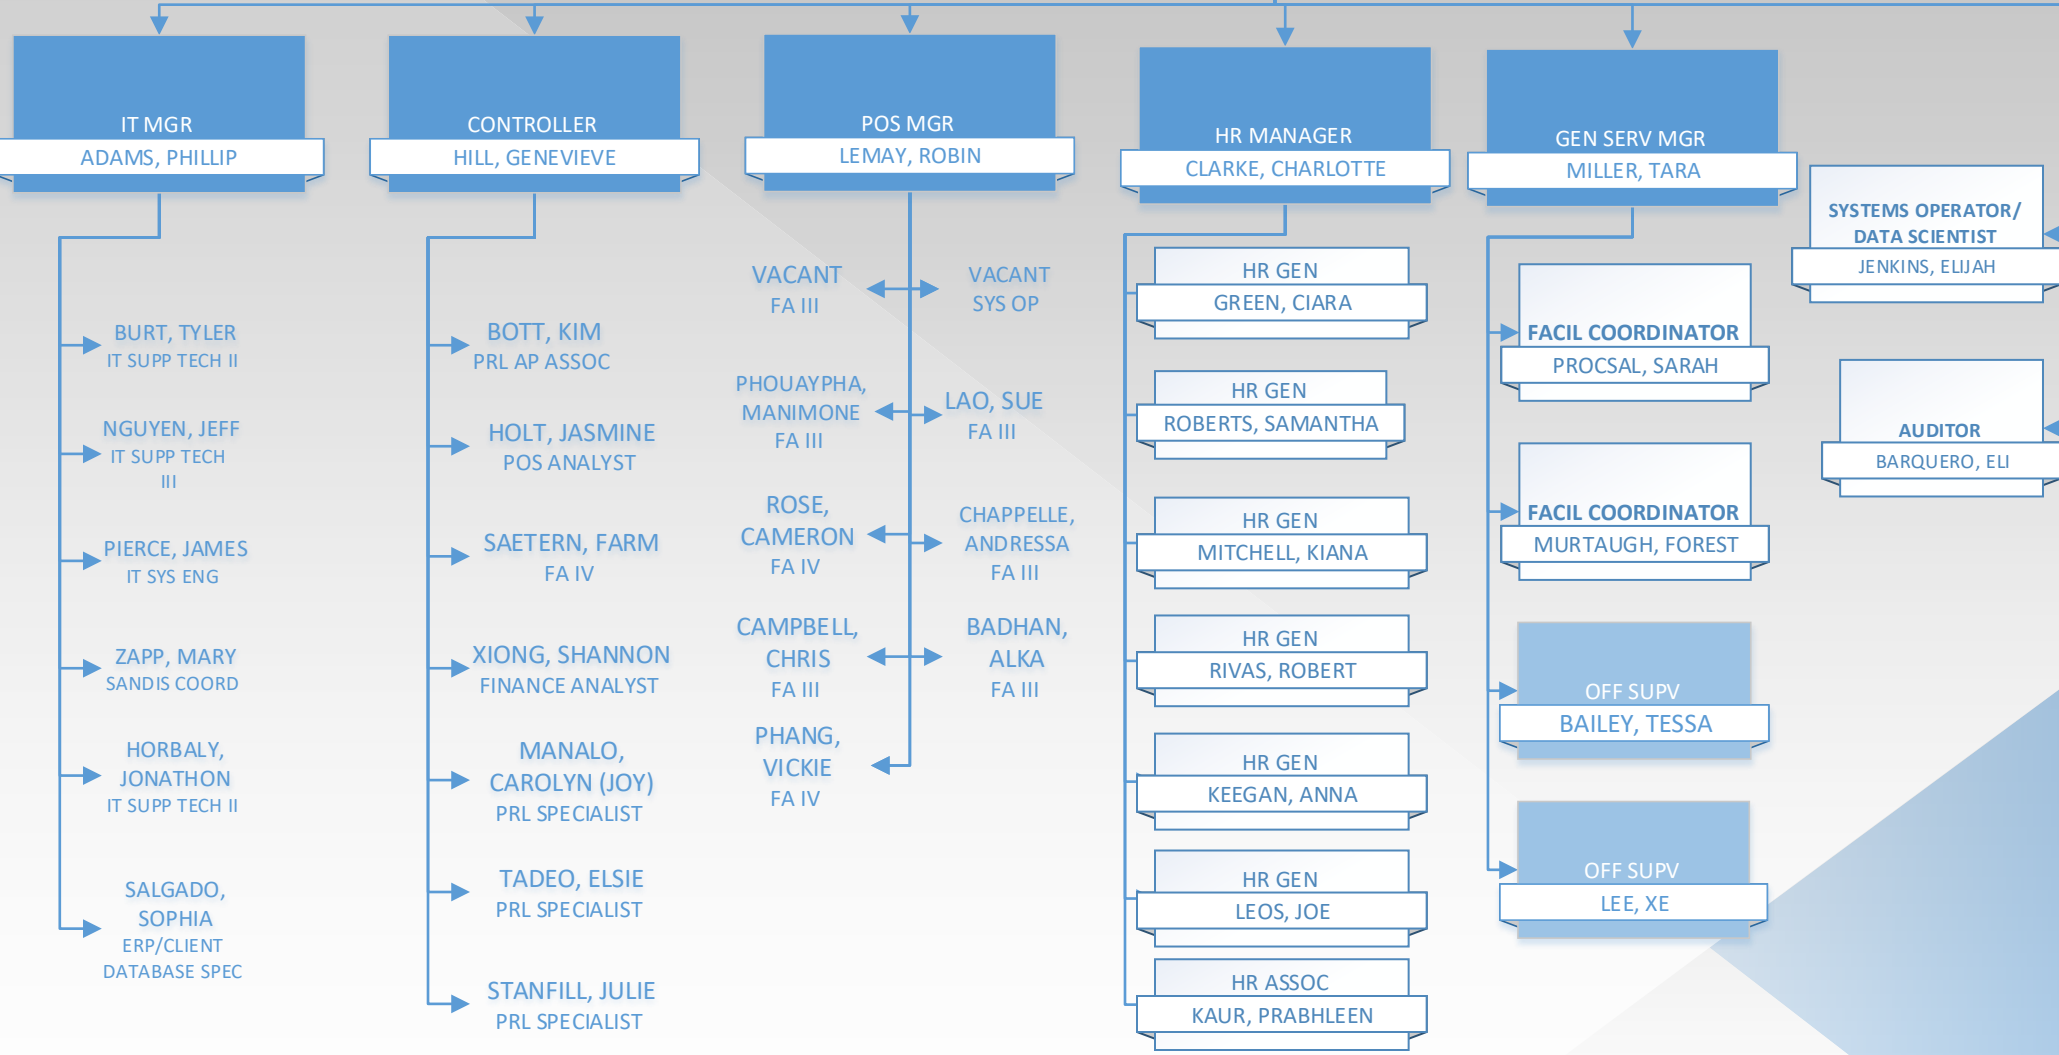 IT MGR
ADAMS, PHILLIP
BURT, TYLER
IT SUPP TECH II
NGUYEN, JEFF
IT SUPP TECH
III
PIERCE, JAMES
IT SYS ENG
ZAPP, MARY
SANDIS COORD
HORBALY,
JONATHON
IT SUPP TECH II
SALGADO,
SOPHIA
ERP/CLIENT
DATABASE SPEC
CONTROLLER
HILL, GENEVIEVE
BOTT, KIM
PRL AP ASSOC
HOLT, JASMINE
POS ANALYST
SAETERN, FARM
FA IV
XIONG, SHANNON
FINANCE ANALYST
MANALO,
CAROLYN (JOY)
PRL SPECIALIST
TADEO, ELSIE
PRL SPECIALIST
STANFILL, JULIE
PRL SPECIALIST
POS MGR
LEMAY, ROBIN
VACANT
FA III
VACANT
SYS OP
PHOUAYPHA,
MANIMONE
FA III
LAO, SUE
FA III
ROSE,
CAMERON
FA IV
CHAPPELLE,
ANDRESSA
FA III
CAMPBELL,
CHRIS
FA III
BADHAN,
ALKA
FA III
PHANG,
VICKIE
FA IV
HR MANAGER
CLARKE, CHARLOTTE
HR GEN
GREEN, CIARA
HR GEN
ROBERTS, SAMANTHA
HR GEN
MITCHELL, KIANA
HR GEN
RIVAS, ROBERT
HR GEN
KEEGAN, ANNA
HR GEN
LEOS, JOE
HR ASSOC
KAUR, PRABHLEEN
GEN SERV MGR
MILLER, TARA
FACIL COORDINATOR
PROCSAL, SARAH
FACIL COORDINATOR
MURTAUGH, FOREST
OFF SUPV
BAILEY, TESSA
OFF SUPV
LEE, XE
SYSTEMS OPERATOR/
DATA SCIENTIST
JENKINS, ELIJAH
AUDITOR
BARQUERO, ELI